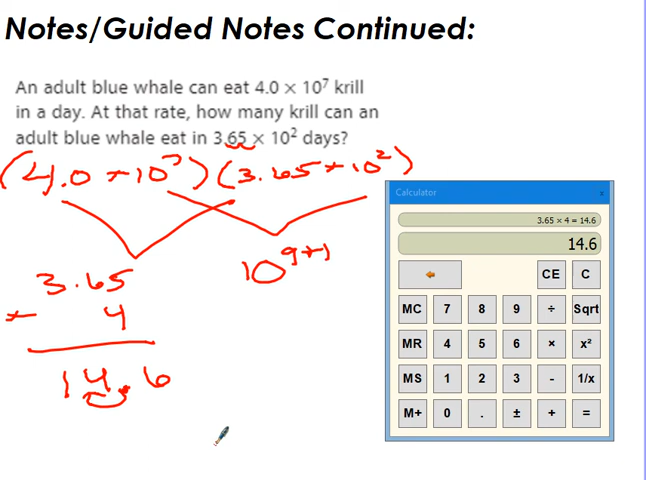 Notes/Guided Notes Continued:
An adult blue whale can eat 4.0 × 10⁷ krill
in a day. At that rate, how many krill can an
adult blue whale eat in 3.65 × 10² days?
(4.0 × 10⁷) (3.65 × 10²)
10⁹⁺¹
3.65
× 4
14.6
Calculator x
3.65 × 4 = 14.6
14.6
← CE C
MC 7 8 9 ÷ Sqrt
MR 4 5 6 × x²
MS 1 2 3 - 1/x
M+ 0 . ± + =